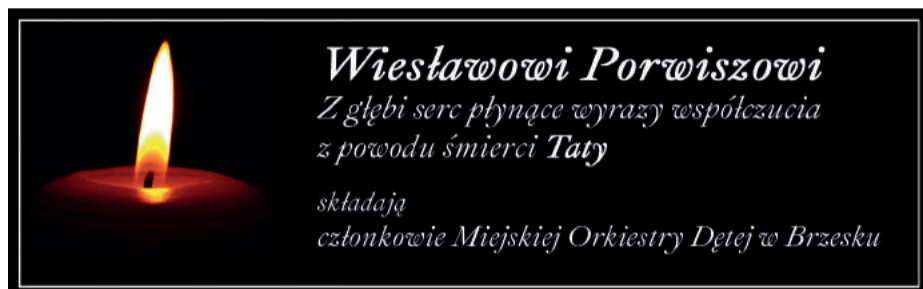 Wiesławowi Porwiszowi
Z głębi serc płynące wyrazy współczucia
z powodu śmierci Taty
składają
członkowie Miejskiej Orkiestry Dętej w Brzesku